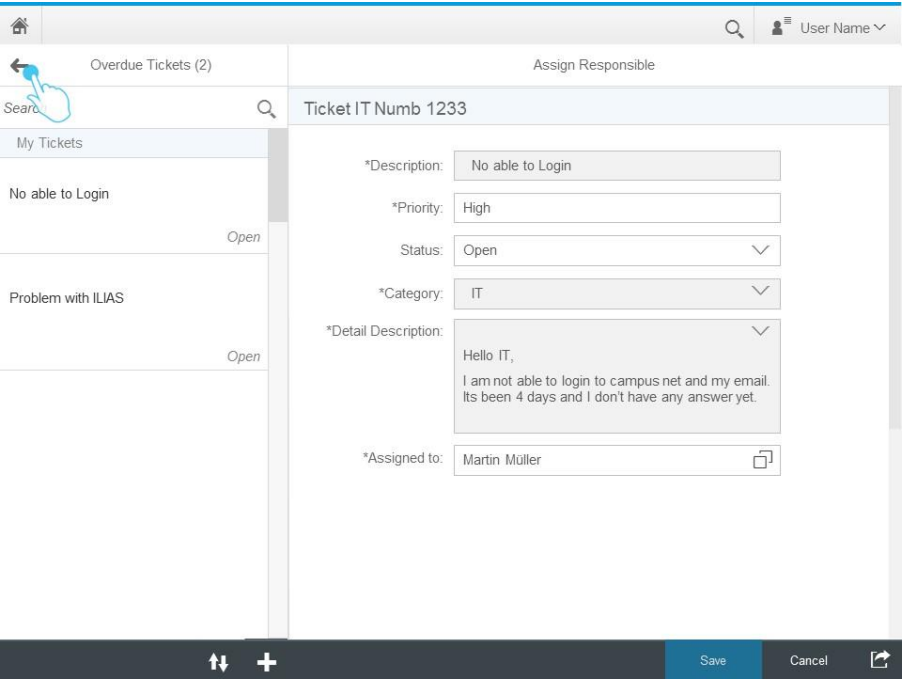 User Name
Overdue Tickets (2)
Assign Responsible
Search
Ticket IT Numb 1233
My Tickets
No able to Login
Open
Problem with ILIAS
Open
*Description: No able to Login
*Priority: High
Status: Open
*Category: IT
*Detail Description:
Hello IT,
I am not able to login to campus net and my email.
Its been 4 days and I don't have any answer yet.
*Assigned to: Martin Müller
Save
Cancel